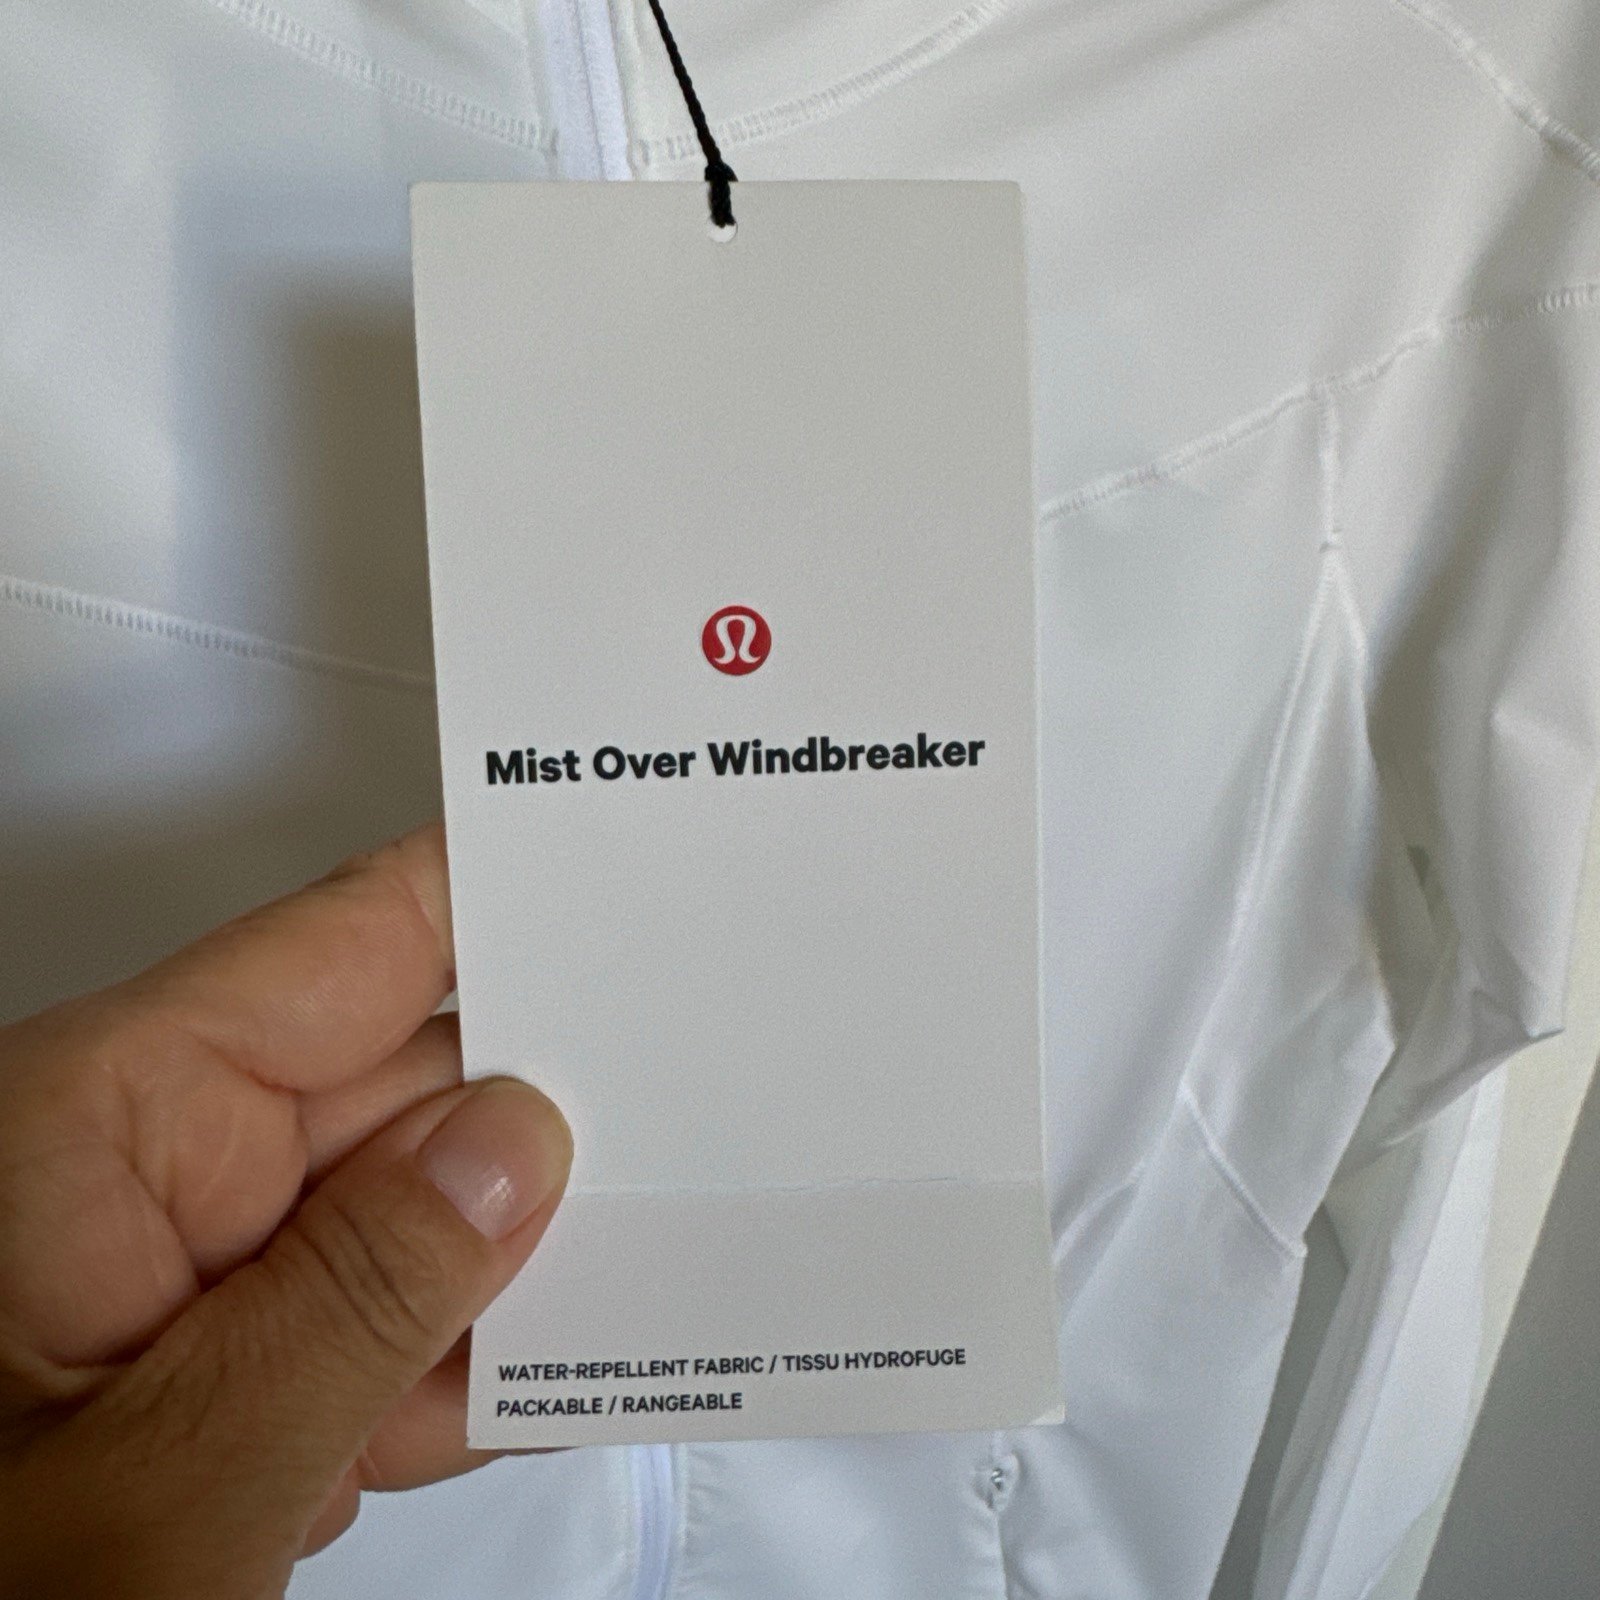 Mist Over Windbreaker
WATER-REPELLENT FABRIC / TISSU HYDROFUGE
PACKABLE / RANGEABLE